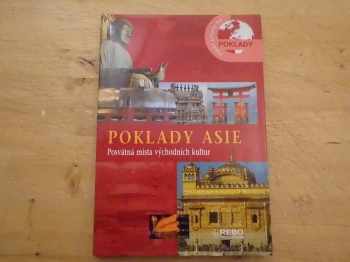 POKLADY
POKLADY ASIE
Posvátná místa východních kultur
REBO